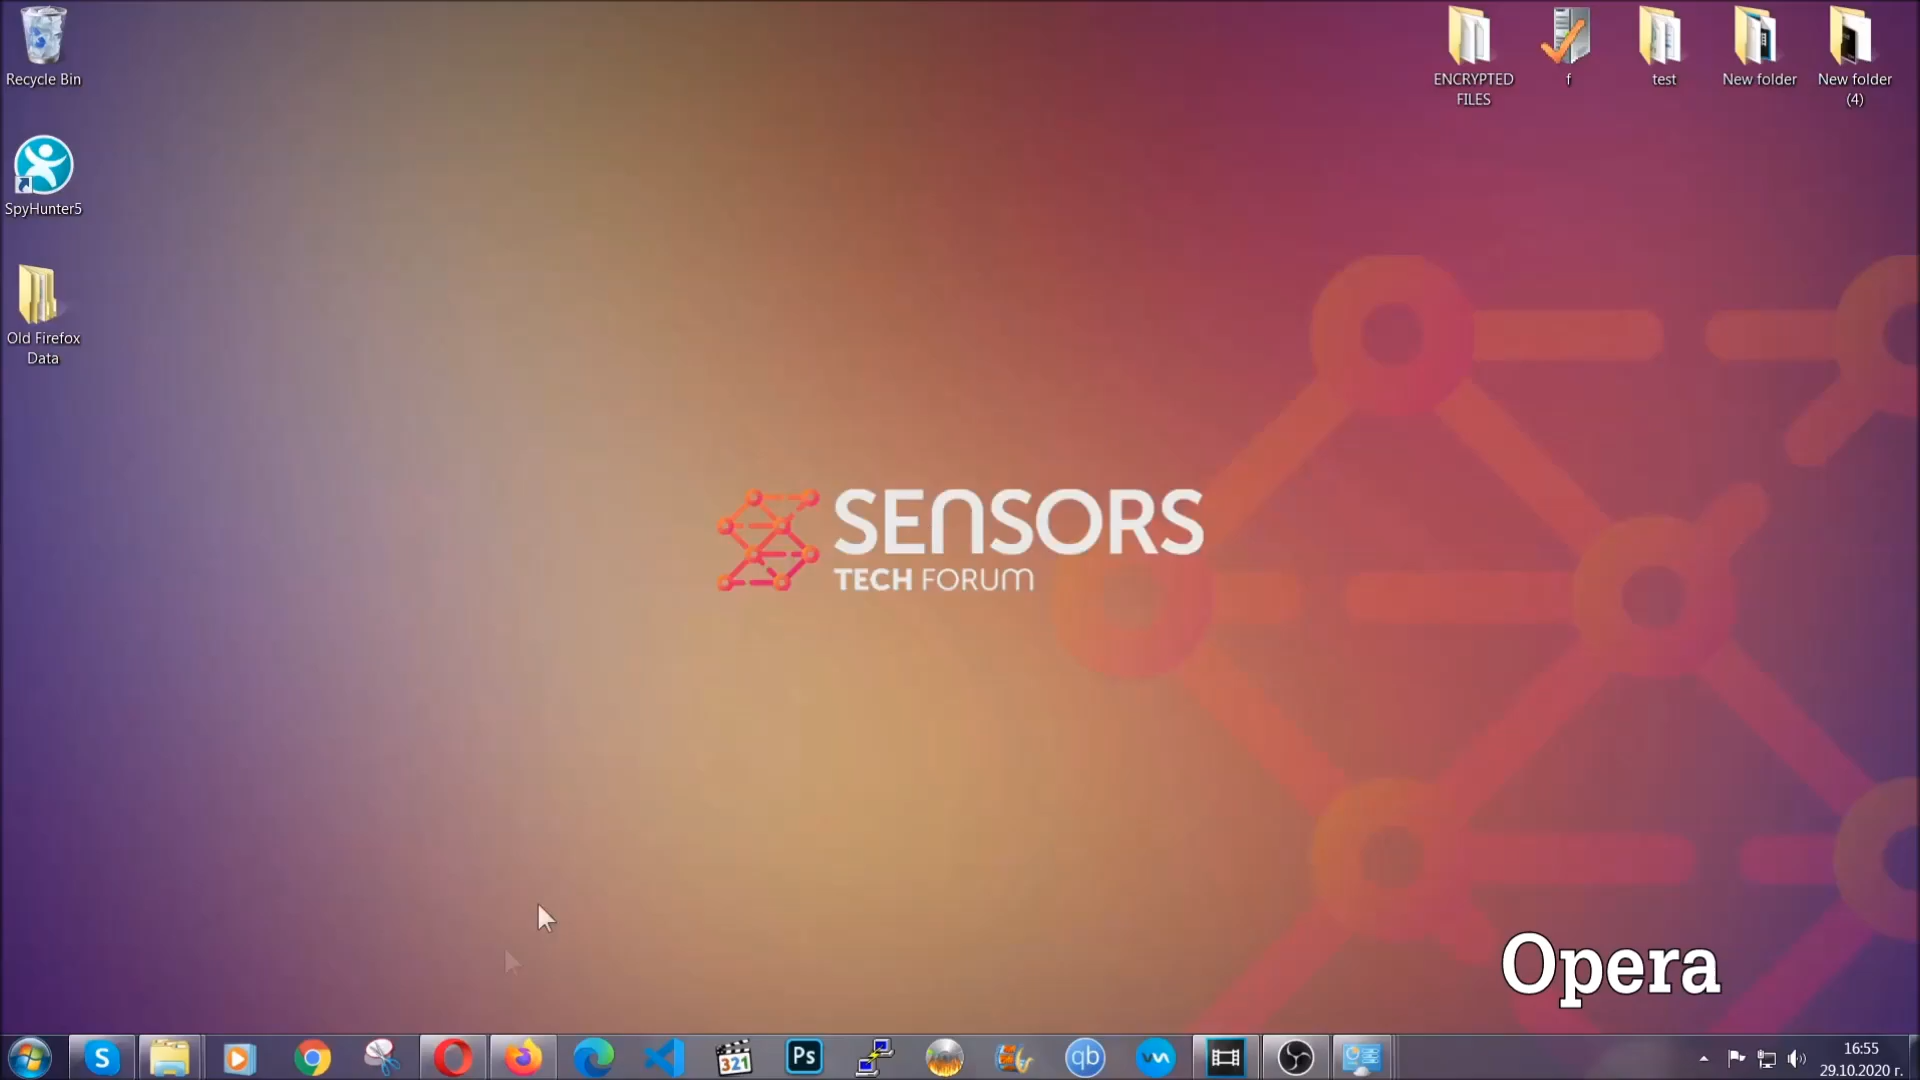 Recycle Bin
SpyHunter5
Old Firefox
Data
ENCRYPTED
FILES
f
test
New folder
New folder
(4)
SENSORS
TECH FORUM
Opera
S
321
Ps
qb
16:55
29.10.2020 г.